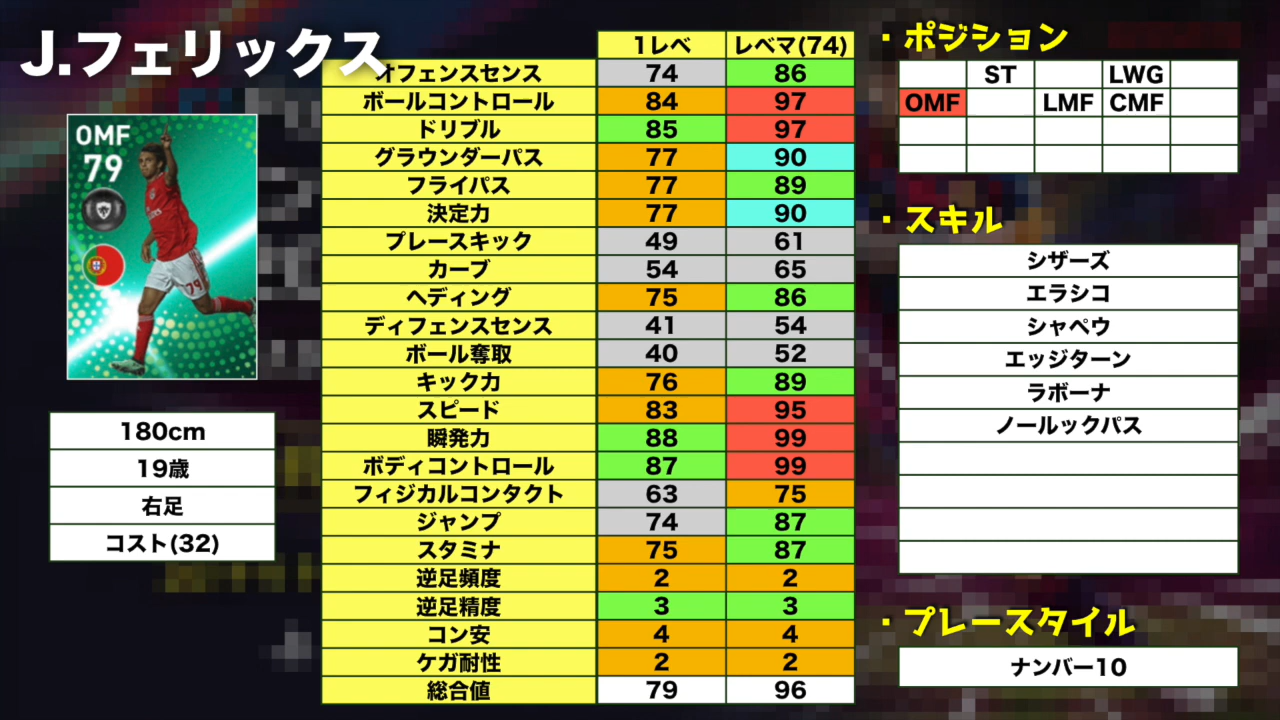 J.フェリックス
OMF
79
79
180cm
19歳
右足
コスト(32)
1レベ レベマ(74)
オフェンスセンス 74 86
ボールコントロール 84 97
ドリブル 85 97
グラウンダーパス 77 90
フライパス 77 89
決定力 77 90
プレースキック 49 61
カーブ 54 65
ヘディング 75 86
ディフェンスセンス 41 54
ボール奪取 40 52
キック力 76 89
スピード 83 95
瞬発力 88 99
ボディコントロール 87 99
フィジカルコンタクト 63 75
ジャンプ 74 87
スタミナ 75 87
逆足頻度 2 2
逆足精度 3 3
コン安 4 4
ケガ耐性 2 2
総合値 79 96
・ポジション
ST LWG
OMF LMF CMF
・スキル
シザーズ
エラシコ
シャペウ
エッジターン
ラボーナ
ノールックパス
・プレースタイル
ナンバー10